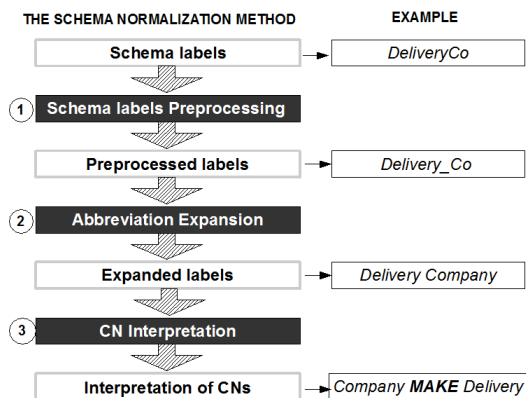 THE SCHEMA NORMALIZATION METHOD EXAMPLE
Schema labels DeliveryCo
1 Schema labels Preprocessing
Preprocessed labels Delivery_Co
2 Abbreviation Expansion
Expanded labels Delivery Company
3 CN Interpretation
Interpretation of CNs Company MAKE Delivery